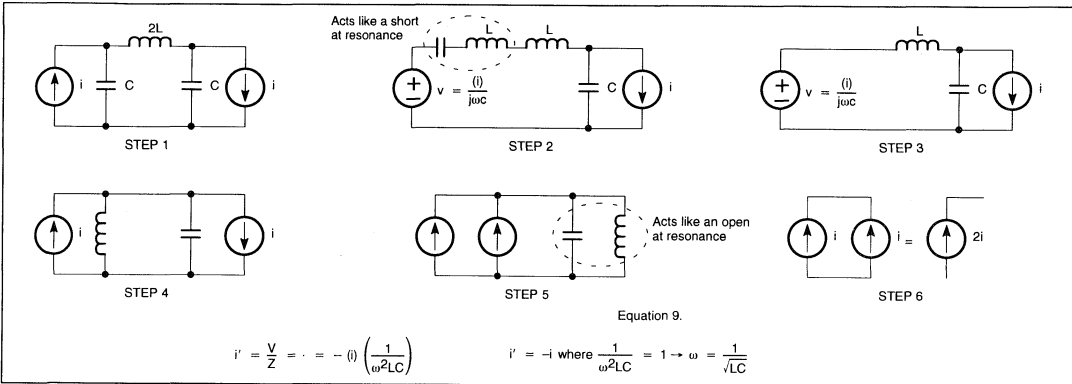 2L
i
C
C
i
STEP 1
Acts like a short
at resonance
L
L
v = (i)/jωc
C
i
STEP 2
L
v = (i)/jωc
C
i
STEP 3
i
i
STEP 4
Acts like an open
at resonance
STEP 5
i
i
=
2i
STEP 6
Equation 9.
i' = V/Z = · = − (i) (1/ω²LC)
i' = −i where 1/ω²LC = 1 → ω = 1/√LC